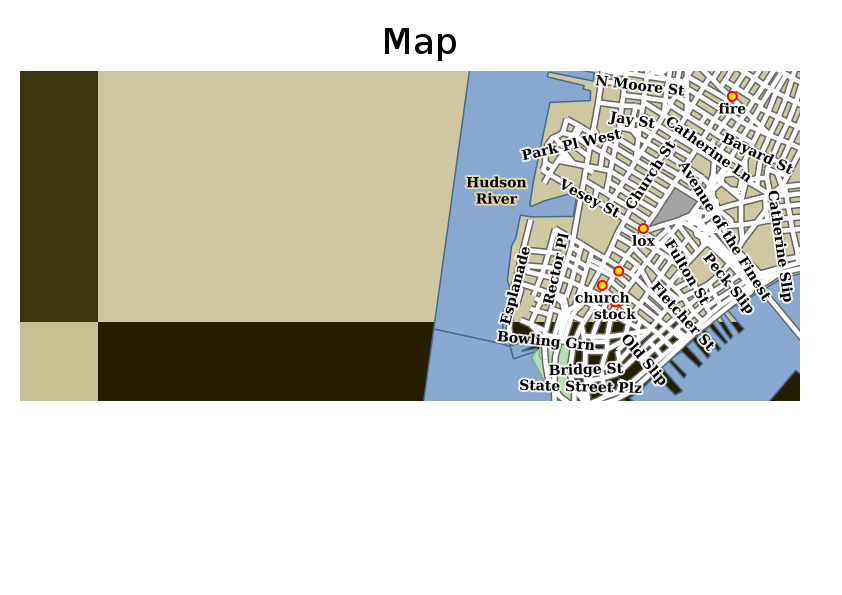 Map
N Moore St
fire
Jay St
Catherine Ln
Bayard St
Park Pl West
Church St
Hudson
River
Vesey St
Avenue of the Finest
Catherine Slip
lox
Rector Pl
Esplanade
Fulton St
Peck Slip
church
stock
Fletcher St
Bowling Grn
Old Slip
Bridge St
State Street Plz